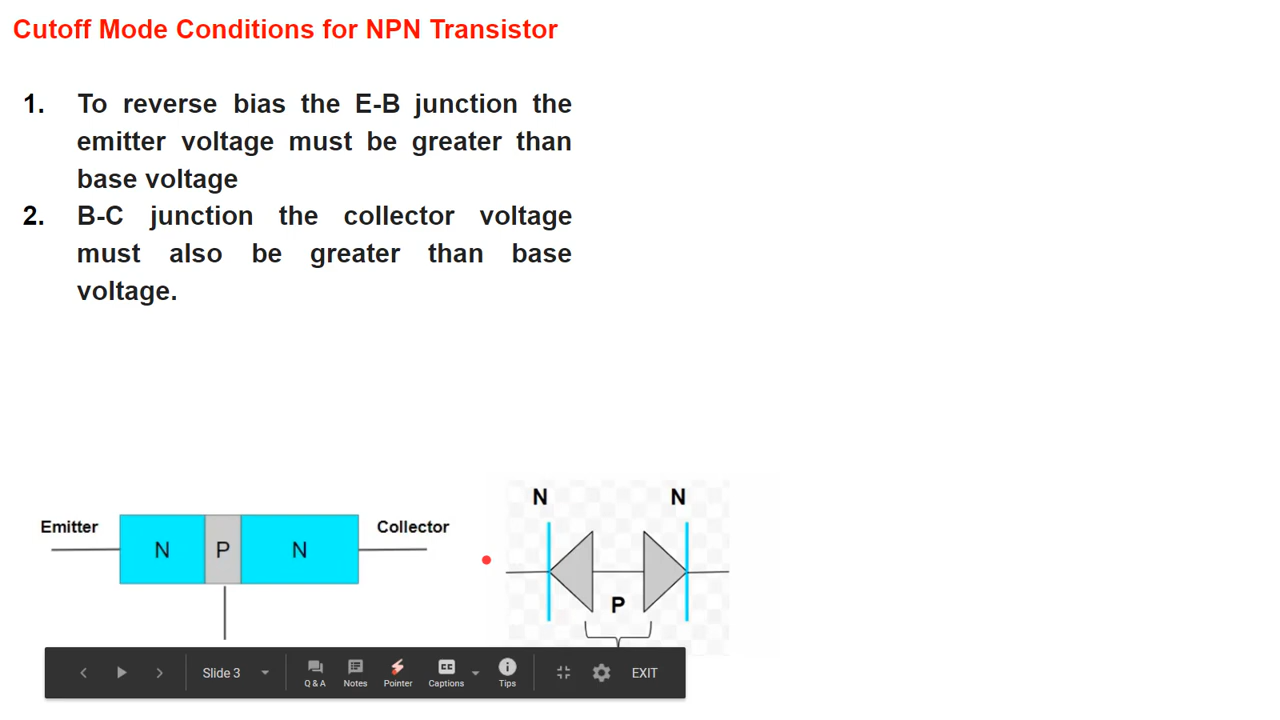 Cutoff Mode Conditions for NPN Transistor
1. To reverse bias the E-B junction the
emitter voltage must be greater than
base voltage
2. B-C junction the collector voltage
must also be greater than base
voltage.
N N
Emitter N P N Collector
P
Slide 3 Q & A Notes Pointer CC Captions Tips EXIT